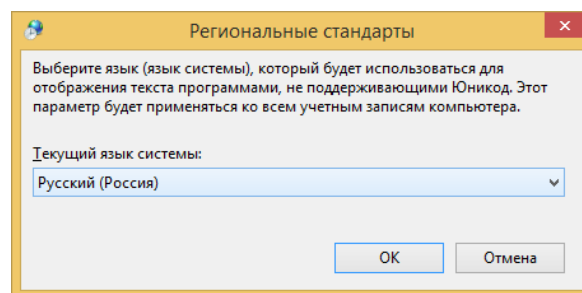 Региональные стандарты
Выберите язык (язык системы), который будет использоваться для
отображения текста программами, не поддерживающими Юникод. Этот
параметр будет применяться ко всем учетным записям компьютера.
Текущий язык системы:
Русский (Россия)
ОК Отмена